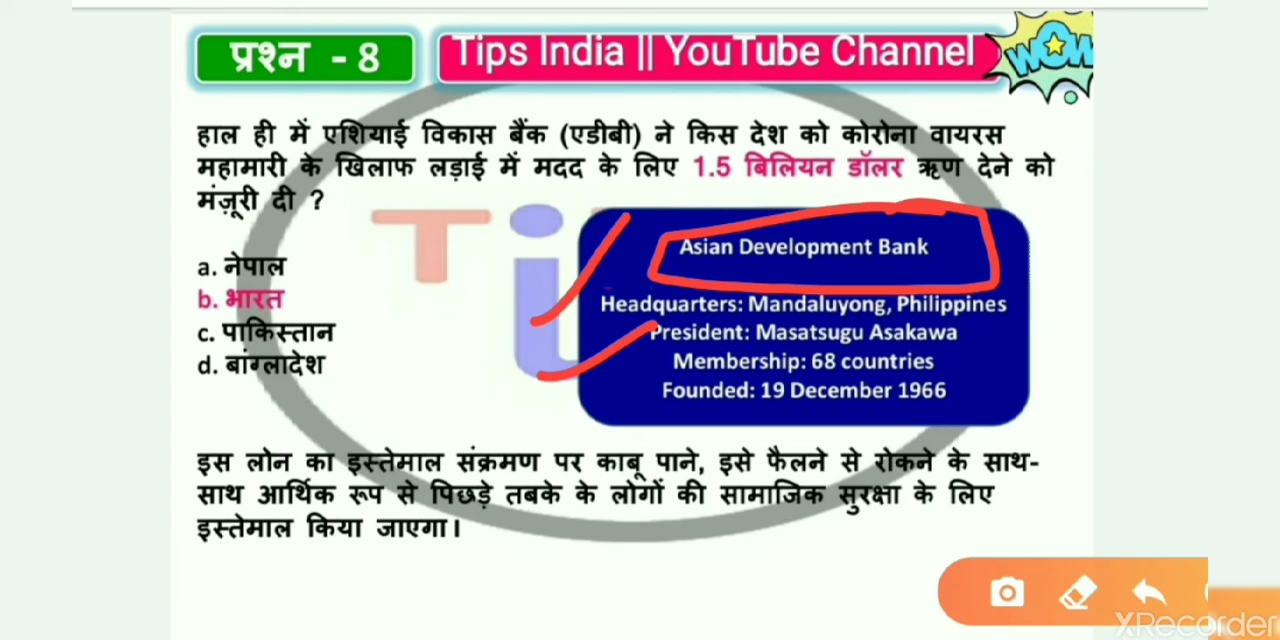 प्रश्न - 8
Tips India || YouTube Channel
WOW
हाल ही में एशियाई विकास बैंक (एडीबी) ने किस देश को कोरोना वायरस
महामारी के खिलाफ लड़ाई में मदद के लिए 1.5 बिलियन डॉलर ऋण देने को
मंज़ूरी दी ?
Ti
a. नेपाल
b. भारत
c. पाकिस्तान
d. बांग्लादेश
Asian Development Bank
Headquarters: Mandaluyong, Philippines
President: Masatsugu Asakawa
Membership: 68 countries
Founded: 19 December 1966
इस लोन का इस्तेमाल संक्रमण पर काबू पाने, इसे फैलने से रोकने के साथ-
साथ आर्थिक रूप से पिछड़े तबके के लोगों की सामाजिक सुरक्षा के लिए
इस्तेमाल किया जाएगा।
XRecorder